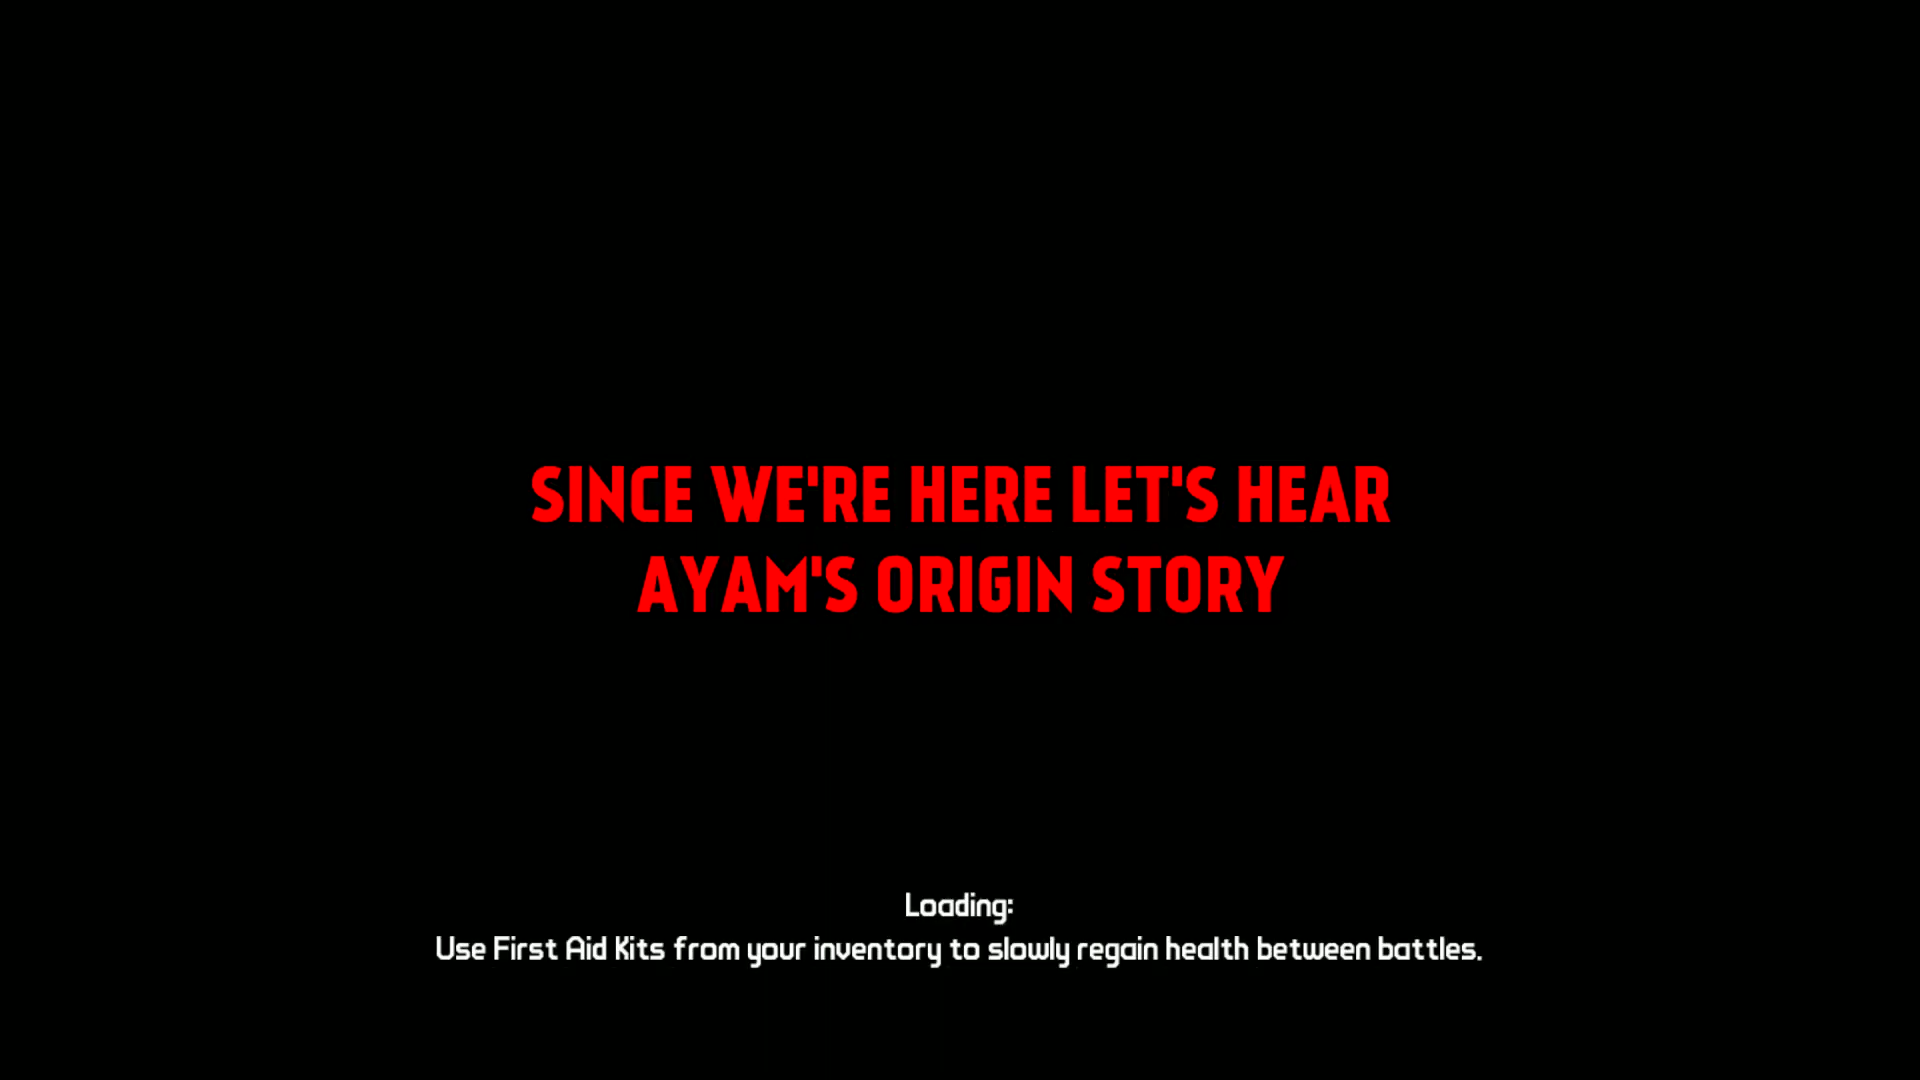 SINCE WE'RE HERE LET'S HEAR
AYAM'S ORIGIN STORY
Loading:
Use First Aid Kits from your inventory to slowly regain health between battles.